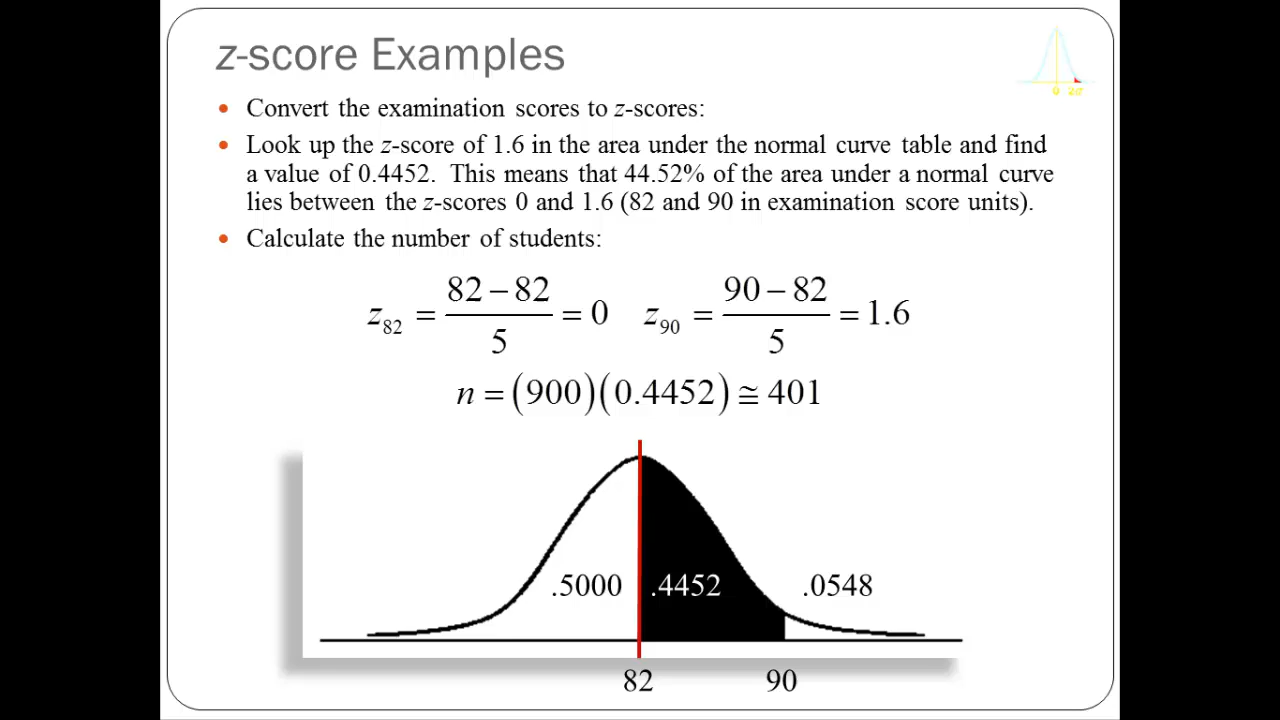 z-score Examples
• Convert the examination scores to z-scores:
• Look up the z-score of 1.6 in the area under the normal curve table and find
a value of 0.4452. This means that 44.52% of the area under a normal curve
lies between the z-scores 0 and 1.6 (82 and 90 in examination score units).
• Calculate the number of students:
z82 = (82 – 82)/5 = 0   z90 = (90 – 82)/5 = 1.6
n = (900)(0.4452) ≅ 401
.5000 .4452 .0548
82 90